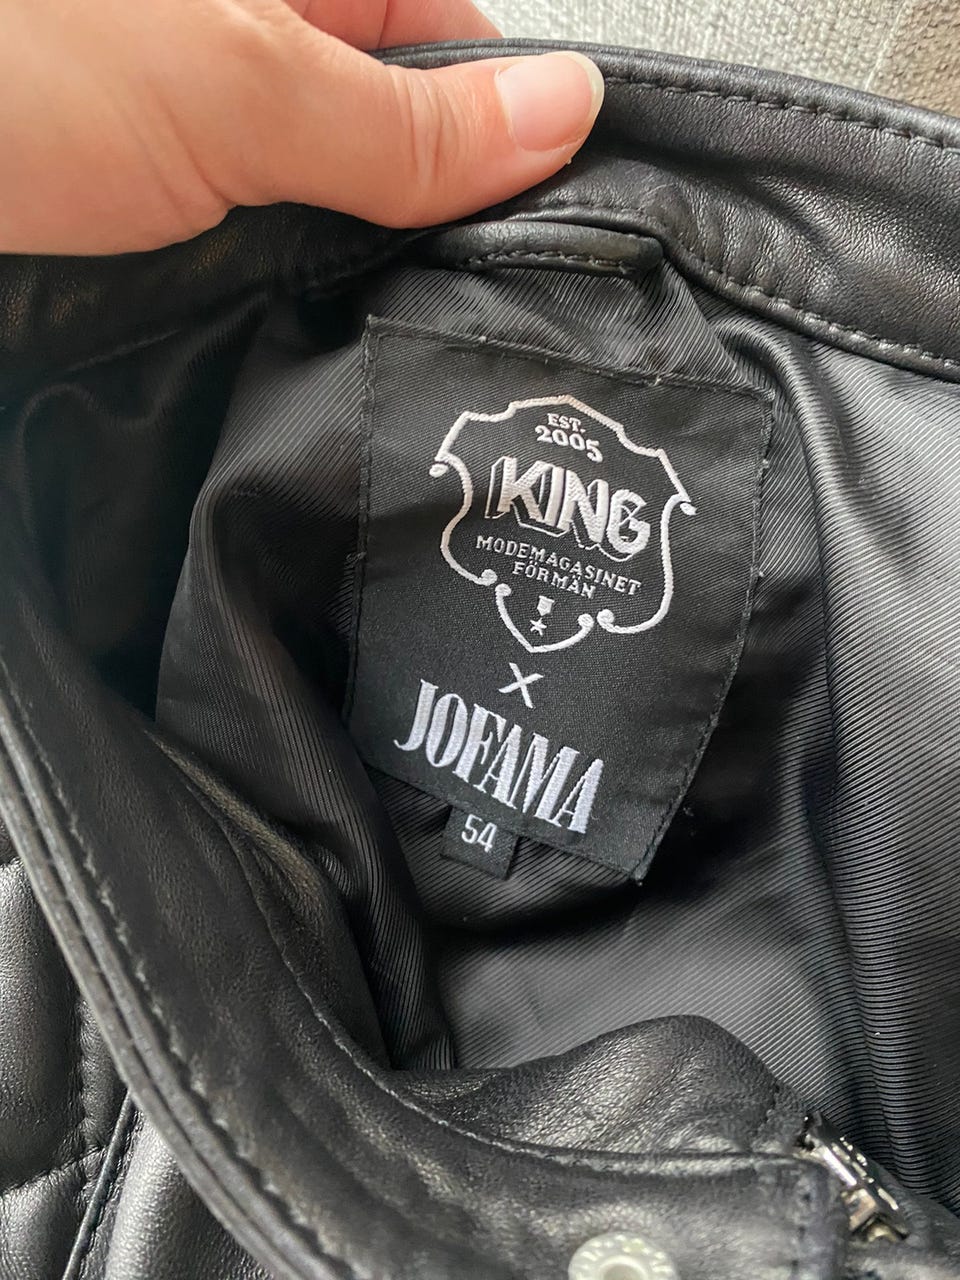 EST.
2005
KING
MODEMAGASINET
FÖR MÄN
X
JOFAMA
54